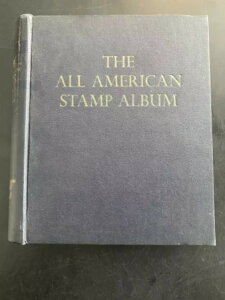 THE
ALL AMERICAN
STAMP ALBUM